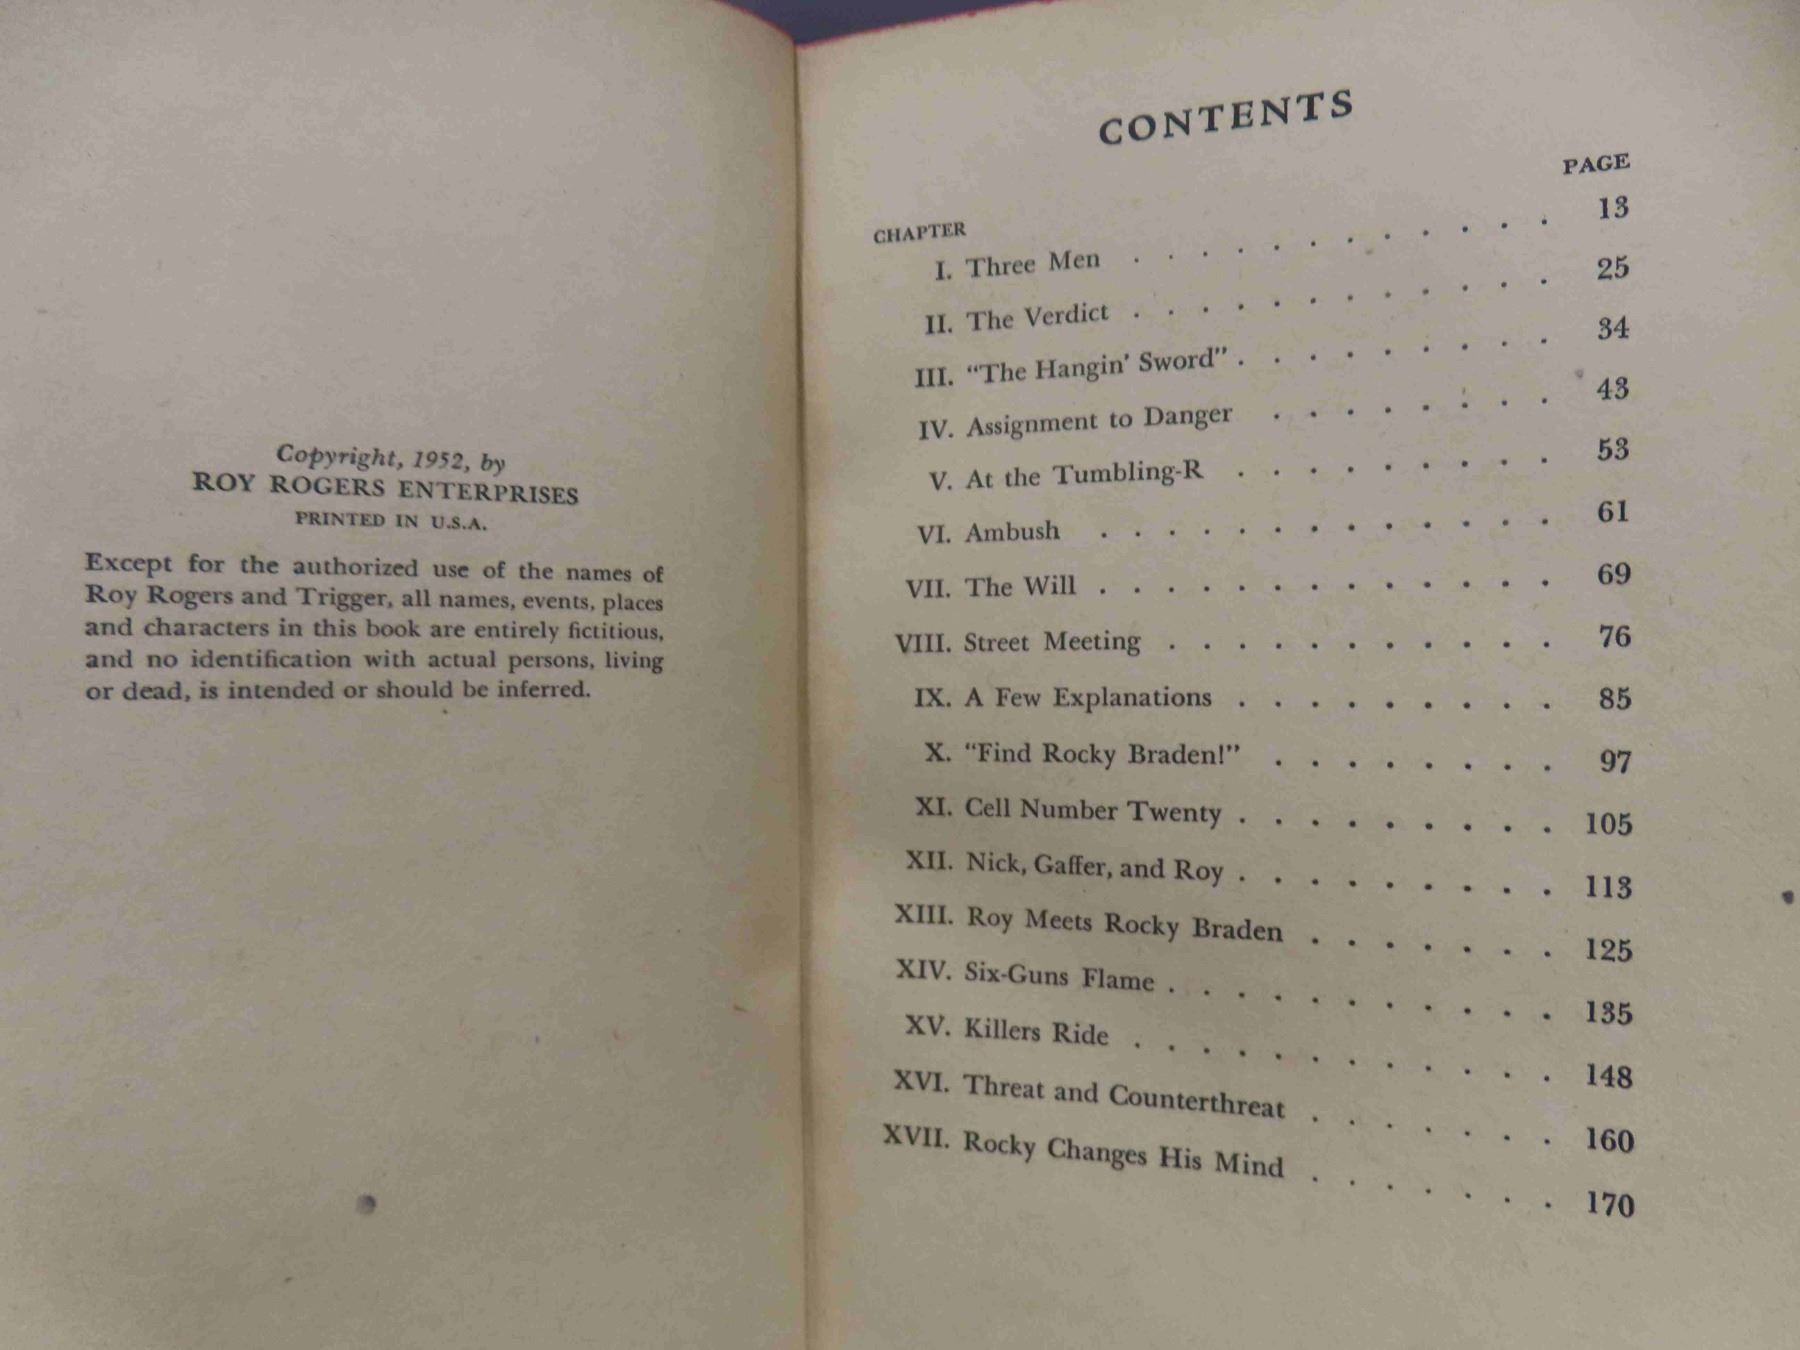 Copyright, 1952, by
ROY ROGERS ENTERPRISES
PRINTED IN U.S.A.
Except for the authorized use of the names of
Roy Rogers and Trigger, all names, events, places
and characters in this book are entirely fictitious,
and no identification with actual persons, living
or dead, is intended or should be inferred.
CONTENTS
PAGE
CHAPTER
I. Three Men . . . . . . . . . . . . 13
II. The Verdict . . . . . . . . . . . . 25
III. “The Hangin’ Sword” . . . . . . . . . 34
IV. Assignment to Danger . . . . . . . . 43
V. At the Tumbling-R . . . . . . . . . 53
VI. Ambush . . . . . . . . . . . . . 61
VII. The Will . . . . . . . . . . . . . 69
VIII. Street Meeting . . . . . . . . . . . 76
IX. A Few Explanations . . . . . . . . . 85
X. “Find Rocky Braden!” . . . . . . . . 97
XI. Cell Number Twenty . . . . . . . . . 105
XII. Nick, Gaffer, and Roy . . . . . . . . . 113
XIII. Roy Meets Rocky Braden . . . . . . . 125
XIV. Six-Guns Flame . . . . . . . . . . . 135
XV. Killers Ride . . . . . . . . . . . . 148
XVI. Threat and Counterthreat . . . . . . . 160
XVII. Rocky Changes His Mind . . . . . . . 170